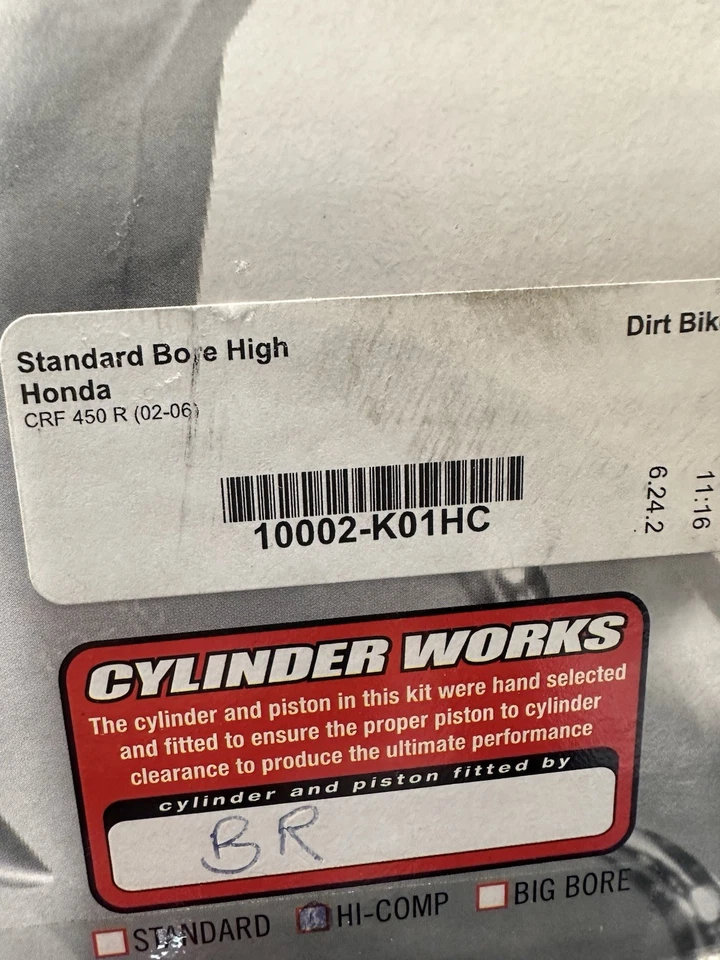 Standard Bore High
Honda
CRF 450 R (02-06)
Dirt Bik
10002-K01HC
6.24.2
11:16
CYLINDER WORKS
The cylinder and piston in this kit were hand selected
and fitted to ensure the proper piston to cylinder
clearance to produce the ultimate performance
cylinder and piston fitted by
BR
STANDARD HI-COMP BIG BORE